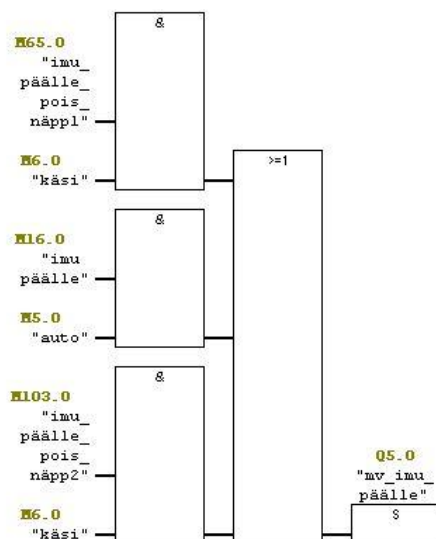 &
M65.0
"imu_
päälle_
pois_
näpp1"
M6.0
"käsi"
>=1
&
M16.0
"imu
päälle"
M5.0
"auto"
&
M103.0
"imu_
päälle_
pois_
näpp2"
M6.0
"käsi"
Q5.0
"mv_imu_
päälle"
S